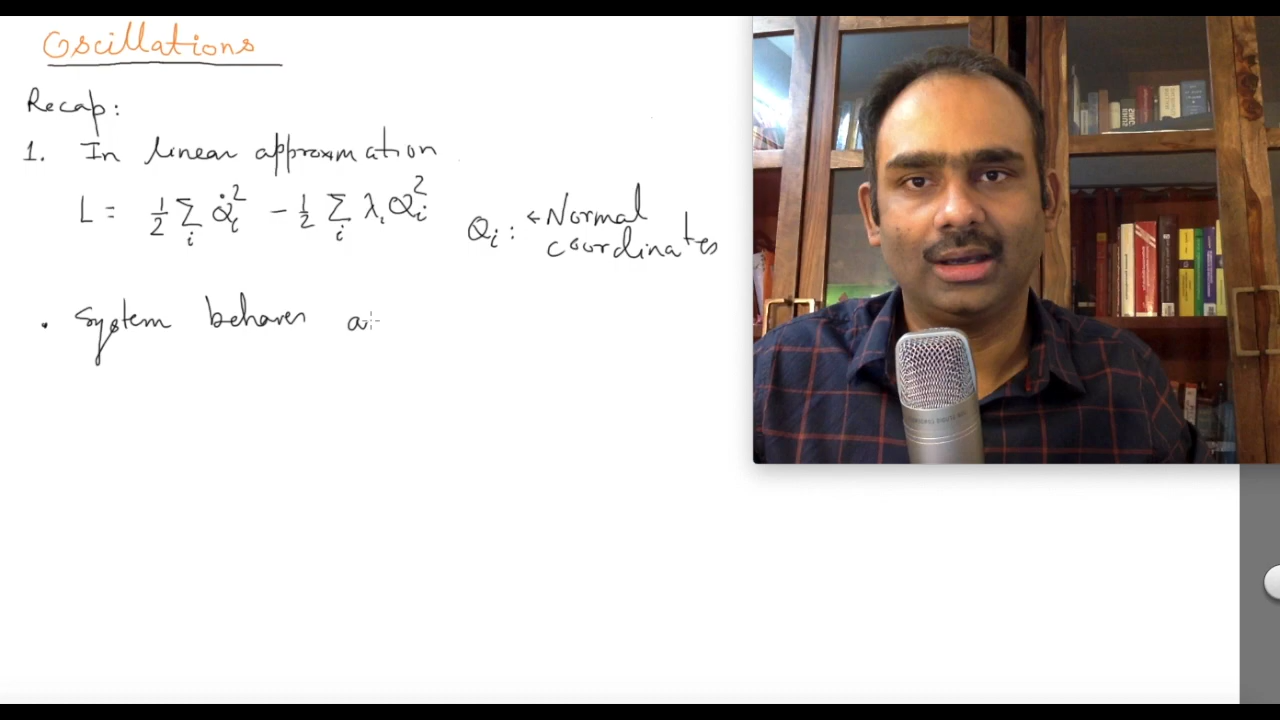 Oscillations
Recap:
1. In linear approximation
L = ½ Σ_i Q̇_i² − ½ Σ_i λ_i Q_i²
Q_i : ← Normal
coordinates
• System behaves a